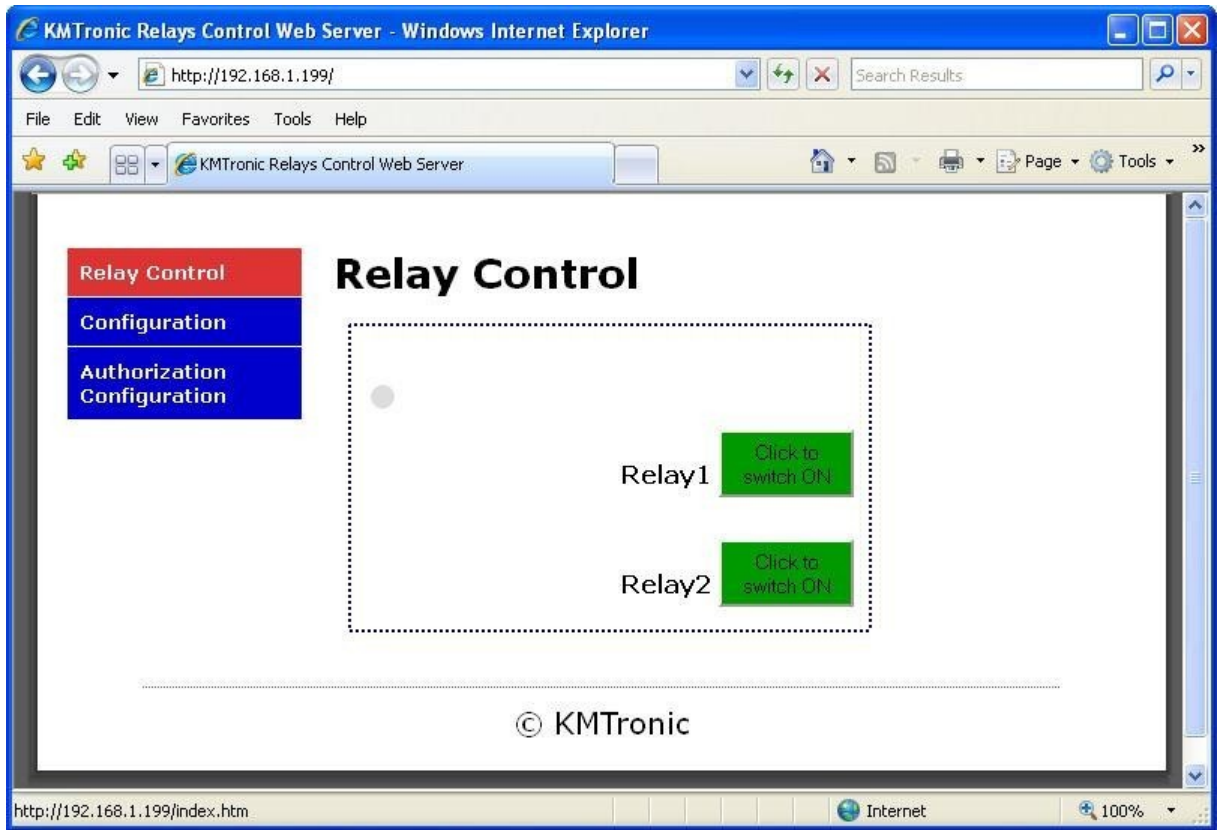 KMTronic Relays Control Web Server - Windows Internet Explorer
http://192.168.1.199/
Search Results
File Edit View Favorites Tools Help
KMTronic Relays Control Web Server
Page Tools
Relay Control
Configuration
Authorization
Configuration
Relay Control
Relay1
Click to
switch ON
Relay2
Click to
switch ON
© KMTronic
http://192.168.1.199/index.htm
Internet
100%